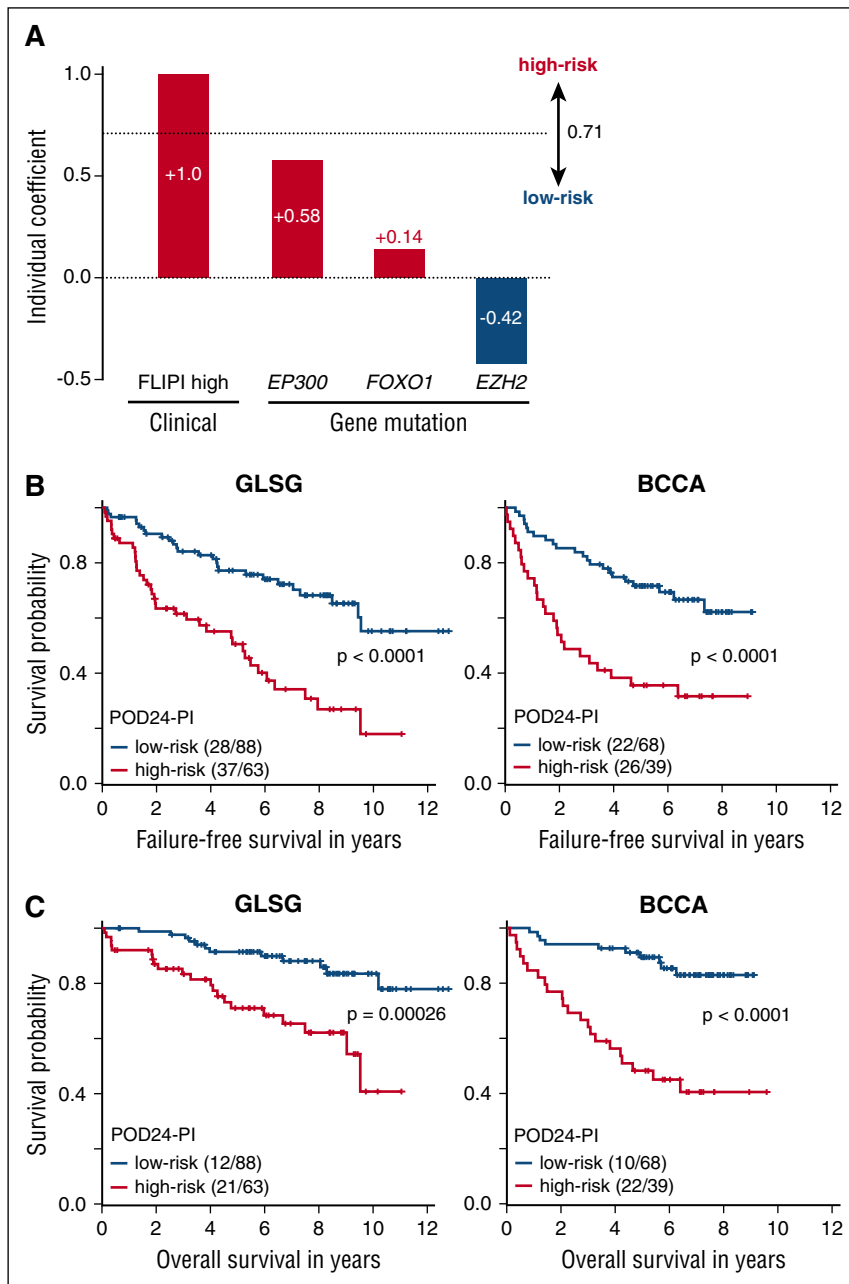 A
Individual coefficient
1.0
0.5
0.0
-0.5
+1.0
+0.58
+0.14
-0.42
high-risk
0.71
low-risk
FLIPI high
EP300
FOXO1
EZH2
Clinical
Gene mutation
B
GLSG
Survival probability
0.8
0.4
0.0
p < 0.0001
POD24-PI
low-risk (28/88)
high-risk (37/63)
0 2 4 6 8 10 12
Failure-free survival in years
BCCA
0.8
0.4
0.0
p < 0.0001
POD24-PI
low-risk (22/68)
high-risk (26/39)
0 2 4 6 8 10 12
Failure-free survival in years
C
GLSG
Survival probability
0.8
0.4
0.0
p = 0.00026
POD24-PI
low-risk (12/88)
high-risk (21/63)
0 2 4 6 8 10 12
Overall survival in years
BCCA
0.8
0.4
0.0
p < 0.0001
POD24-PI
low-risk (10/68)
high-risk (22/39)
0 2 4 6 8 10 12
Overall survival in years